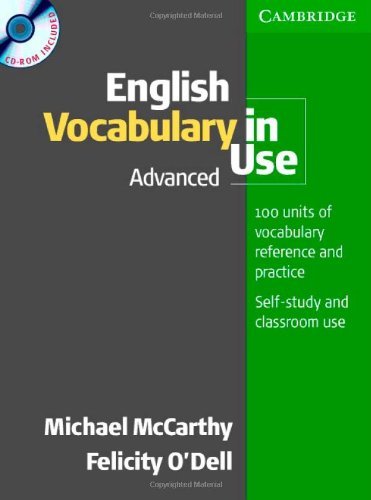 CD-ROM INCLUDED
CAMBRIDGE
English
Vocabulary in
Use
Advanced
100 units of
vocabulary
reference and
practice
Self-study and
classroom use
Michael McCarthy
Felicity O'Dell